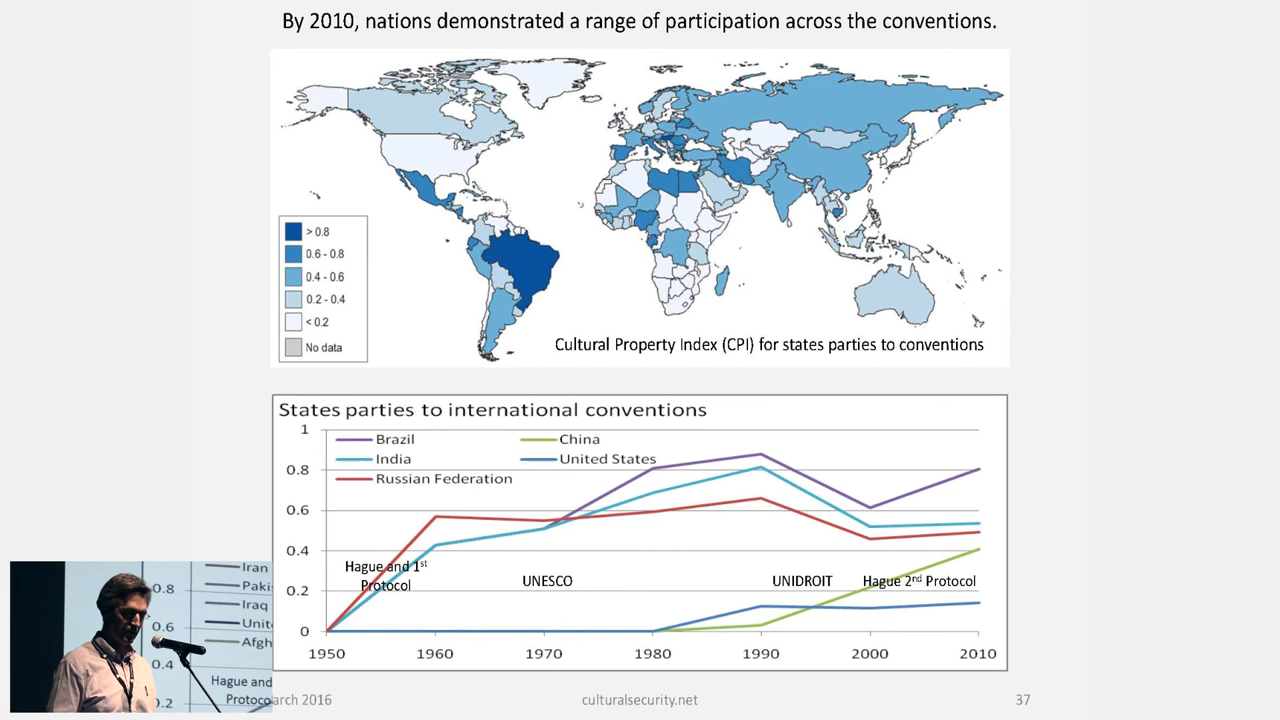 By 2010, nations demonstrated a range of participation across the conventions.
> 0.8
0.6 - 0.8
0.4 - 0.6
0.2 - 0.4
< 0.2
No data
Cultural Property Index (CPI) for states parties to conventions
States parties to international conventions
1
0.8
0.6
0.4
0.2
0
Brazil
China
India
United States
Russian Federation
Hague and 1st
Protocol
UNESCO
UNIDROIT
Hague 2nd Protocol
1950
1960
1970
1980
1990
2000
2010
0.8
0.6
0.4
0.2
Iran
Paki
Iraq
Unit
Afgh
Hague and
Protoco
arch 2016
culturalsecurity.net
37